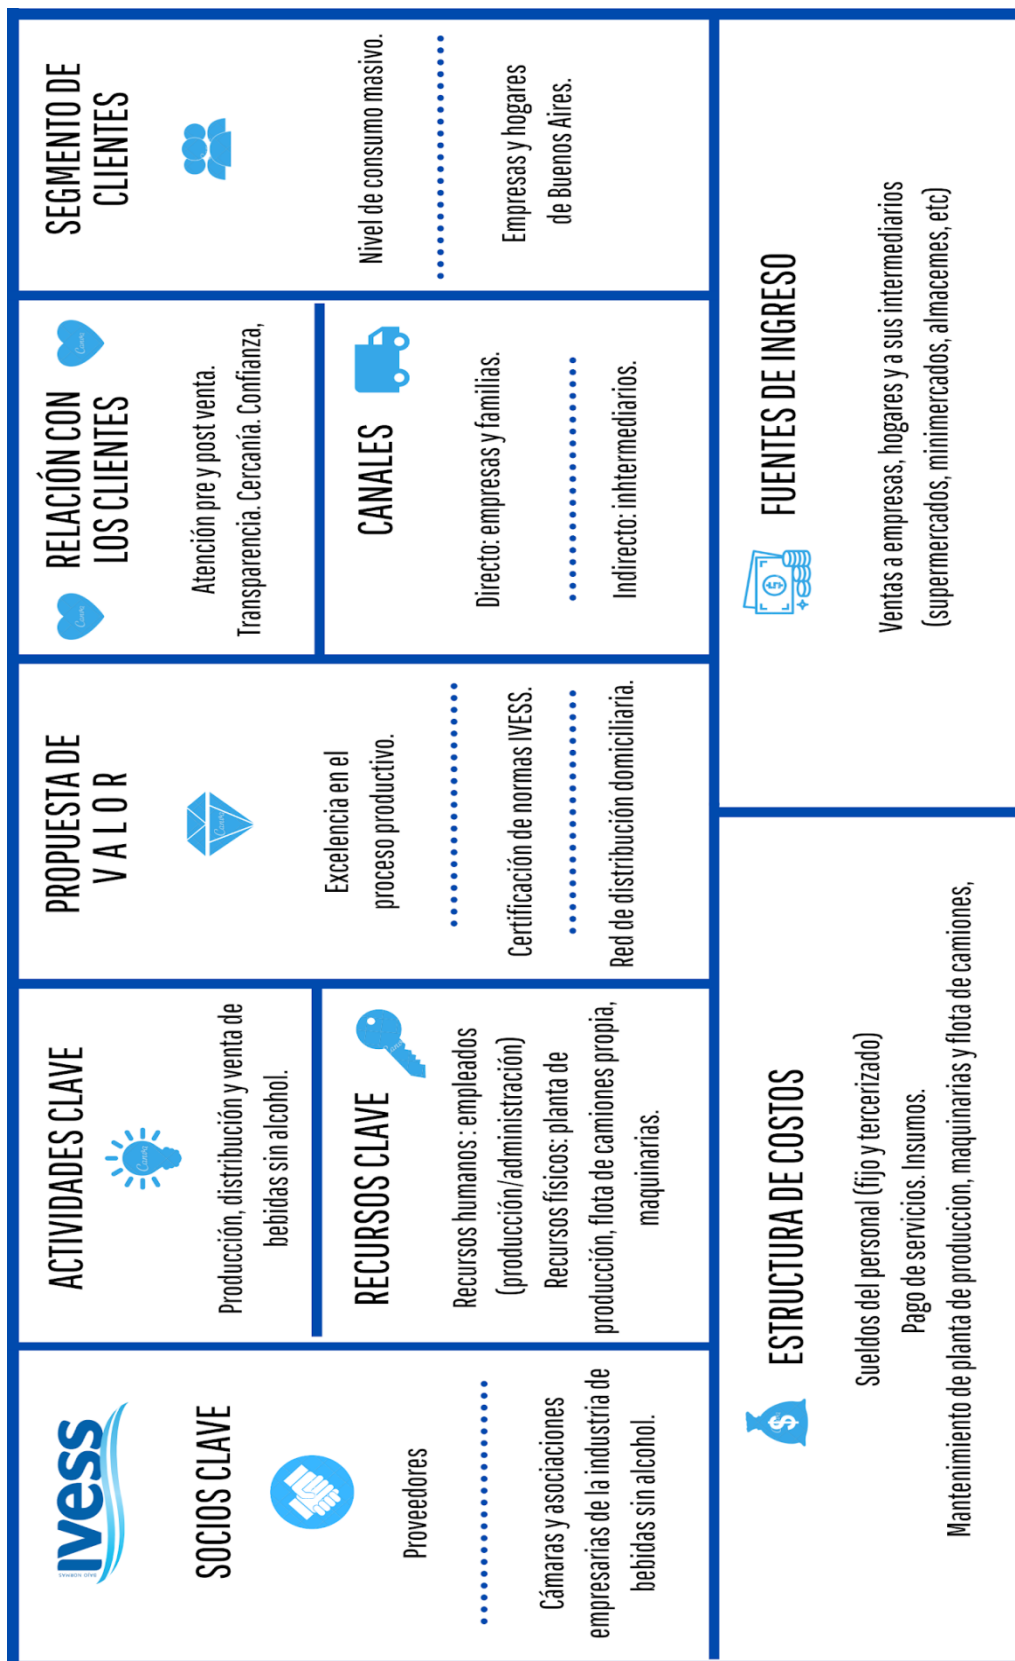 Ivess
SOCIOS CLAVE
Proveedores
Cámaras y asociaciones
empresarias de la industria de
bebidas sin alcohol.
ACTIVIDADES CLAVE
Canva
Producción, distribución y venta de
bebidas sin alcohol.
RECURSOS CLAVE
Recursos humanos : empleados
(producción/administración)
Recursos físicos: planta de
producción, flota de camiones propia,
maquinarias.
PROPUESTA DE
VALOR
Canva
Excelencia en el
proceso productivo.
Certificación de normas IVESS.
Red de distribución domiciliaria.
RELACIÓN CON
LOS CLIENTES
Canva
Canva
Atención pre y post venta.
Transparencia. Cercanía. Confianza,
CANALES
Directo: empresas y familias.
Indirecto: inhtermediarios.
SEGMENTO DE
CLIENTES
Nivel de consumo masivo.
Empresas y hogares
de Buenos Aires.
ESTRUCTURA DE COSTOS
Sueldos del personal (fijo y tercerizado)
Pago de servicios. Insumos.
Mantenimiento de planta de produccion, maquinarias y flota de camiones,
FUENTES DE INGRESO
Ventas a empresas, hogares y a sus intermediarios
(supermercados, minimercados, almacemes, etc)